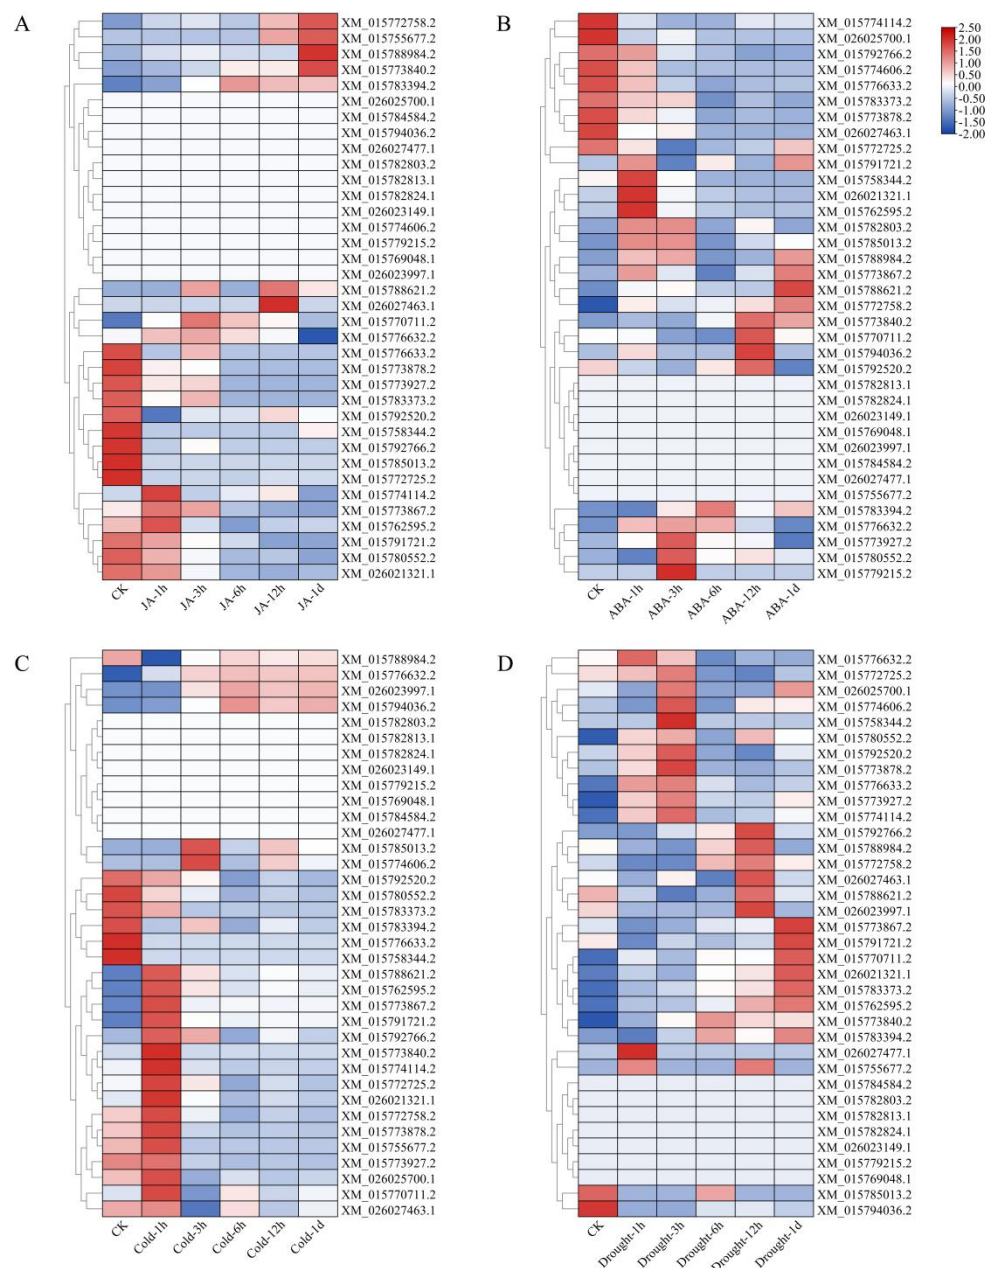 A
XM_015772758.2
XM_015755677.2
XM_015788984.2
XM_015773840.2
XM_015783394.2
XM_026025700.1
XM_015784584.2
XM_015794036.2
XM_026027477.1
XM_015782803.2
XM_015782813.1
XM_015782824.1
XM_026023149.1
XM_015774606.2
XM_015779215.2
XM_015769048.1
XM_026023997.1
XM_015788621.2
XM_026027463.1
XM_015770711.2
XM_015776632.2
XM_015776633.2
XM_015773878.2
XM_015773927.2
XM_015783373.2
XM_015792520.2
XM_015758344.2
XM_015792766.2
XM_015785013.2
XM_015772725.2
XM_015774114.2
XM_015773867.2
XM_015762595.2
XM_015791721.2
XM_015780552.2
XM_026021321.1
CK
JA-1h
JA-3h
JA-6h
JA-12h
JA-1d
B
XM_015774114.2
XM_026025700.1
XM_015792766.2
XM_015774606.2
XM_015776633.2
XM_015783373.2
XM_015773878.2
XM_026027463.1
XM_015772725.2
XM_015791721.2
XM_015758344.2
XM_026021321.1
XM_015762595.2
XM_015782803.2
XM_015785013.2
XM_015788984.2
XM_015773867.2
XM_015788621.2
XM_015772758.2
XM_015773840.2
XM_015770711.2
XM_015794036.2
XM_015792520.2
XM_015782813.1
XM_015782824.1
XM_026023149.1
XM_015769048.1
XM_026023997.1
XM_015784584.2
XM_026027477.1
XM_015755677.2
XM_015783394.2
XM_015776632.2
XM_015773927.2
XM_015780552.2
XM_015779215.2
CK
ABA-1h
ABA-3h
ABA-6h
ABA-12h
ABA-1d
2.50
2.00
1.50
1.00
0.50
0.00
-0.50
-1.00
-1.50
-2.00
C
XM_015788984.2
XM_015776632.2
XM_026023997.1
XM_015794036.2
XM_015782803.2
XM_015782813.1
XM_015782824.1
XM_026023149.1
XM_015779215.2
XM_015769048.1
XM_015784584.2
XM_026027477.1
XM_015785013.2
XM_015774606.2
XM_015792520.2
XM_015780552.2
XM_015783373.2
XM_015783394.2
XM_015776633.2
XM_015758344.2
XM_015788621.2
XM_015762595.2
XM_015773867.2
XM_015791721.2
XM_015792766.2
XM_015773840.2
XM_015774114.2
XM_015772725.2
XM_026021321.1
XM_015772758.2
XM_015773878.2
XM_015755677.2
XM_015773927.2
XM_026025700.1
XM_015770711.2
XM_026027463.1
CK
Cold-1h
Cold-3h
Cold-6h
Cold-12h
Cold-1d
D
XM_015776632.2
XM_015772725.2
XM_026025700.1
XM_015774606.2
XM_015758344.2
XM_015780552.2
XM_015792520.2
XM_015773878.2
XM_015776633.2
XM_015773927.2
XM_015774114.2
XM_015792766.2
XM_015788984.2
XM_015772758.2
XM_026027463.1
XM_015788621.2
XM_026023997.1
XM_015773867.2
XM_015791721.2
XM_015770711.2
XM_026021321.1
XM_015783373.2
XM_015762595.2
XM_015773840.2
XM_015783394.2
XM_026027477.1
XM_015755677.2
XM_015784584.2
XM_015782803.2
XM_015782813.1
XM_015782824.1
XM_026023149.1
XM_015779215.2
XM_015769048.1
XM_015785013.2
XM_015794036.2
CK
Drought-1h
Drought-3h
Drought-6h
Drought-12h
Drought-1d